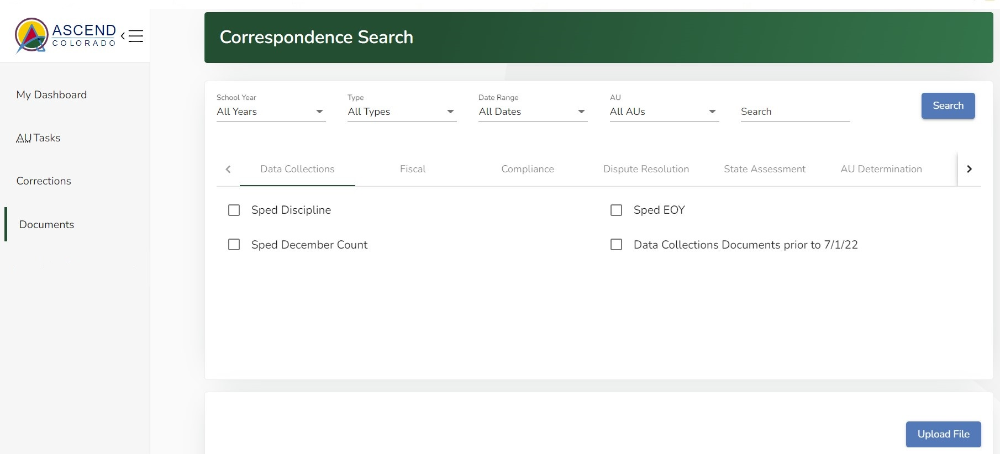 ASCEND
COLORADO
Correspondence Search
My Dashboard
AU Tasks
Corrections
Documents
School Year
All Years
Type
All Types
Date Range
All Dates
AU
All AUs
Search
Search
Data Collections
Fiscal
Compliance
Dispute Resolution
State Assessment
AU Determination
Sped Discipline
Sped EOY
Sped December Count
Data Collections Documents prior to 7/1/22
Upload File